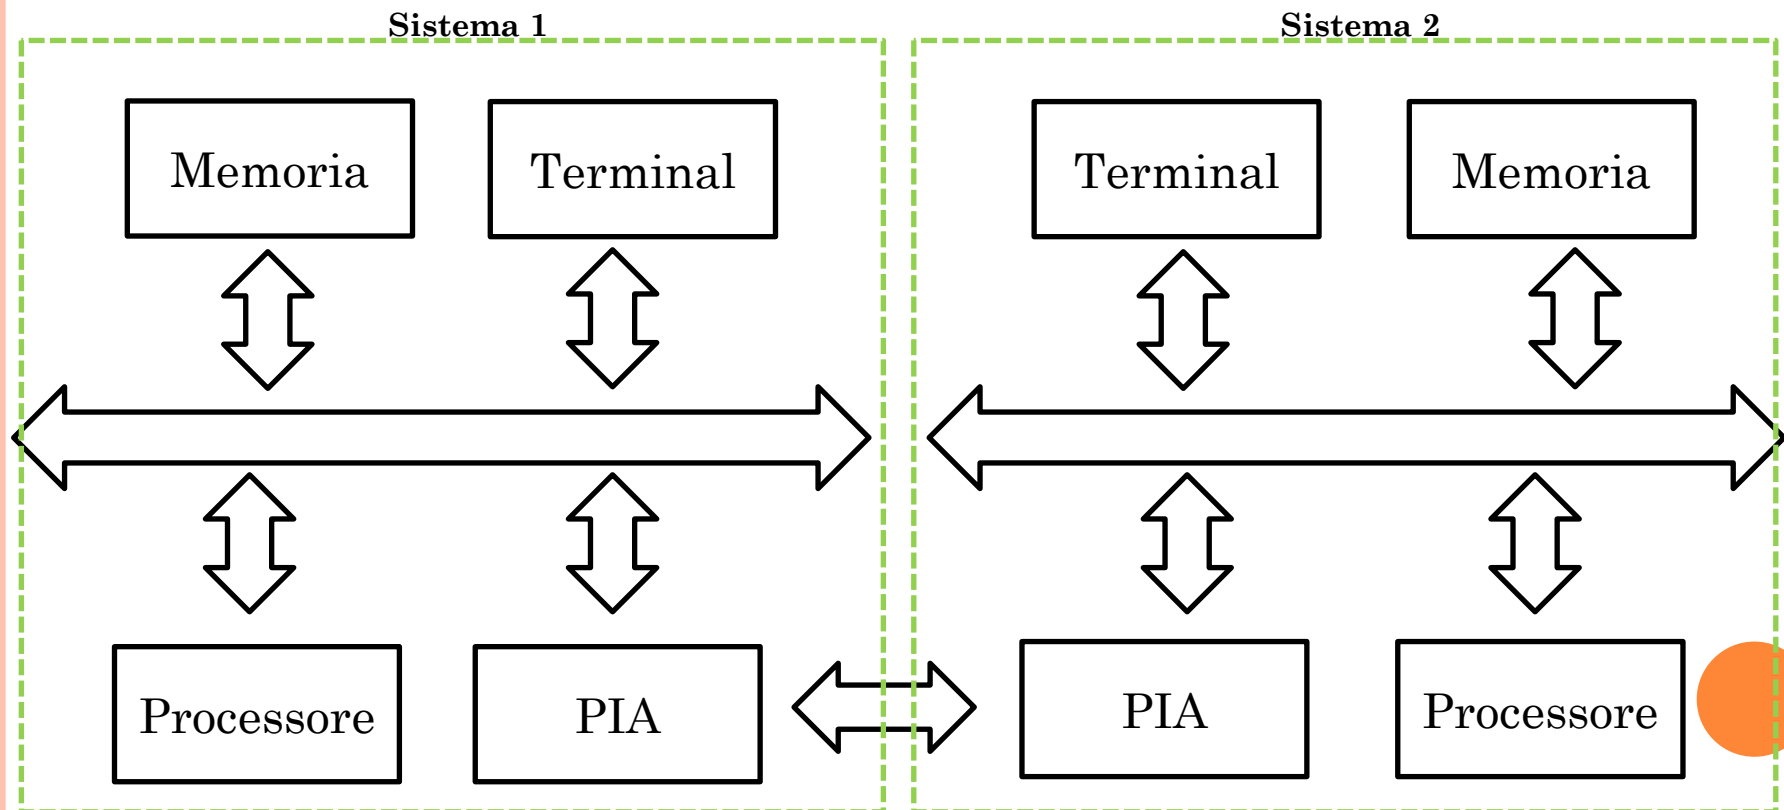 Sistema 1
Sistema 2
Memoria
Terminal
Terminal
Memoria
Processore
PIA
PIA
Processore